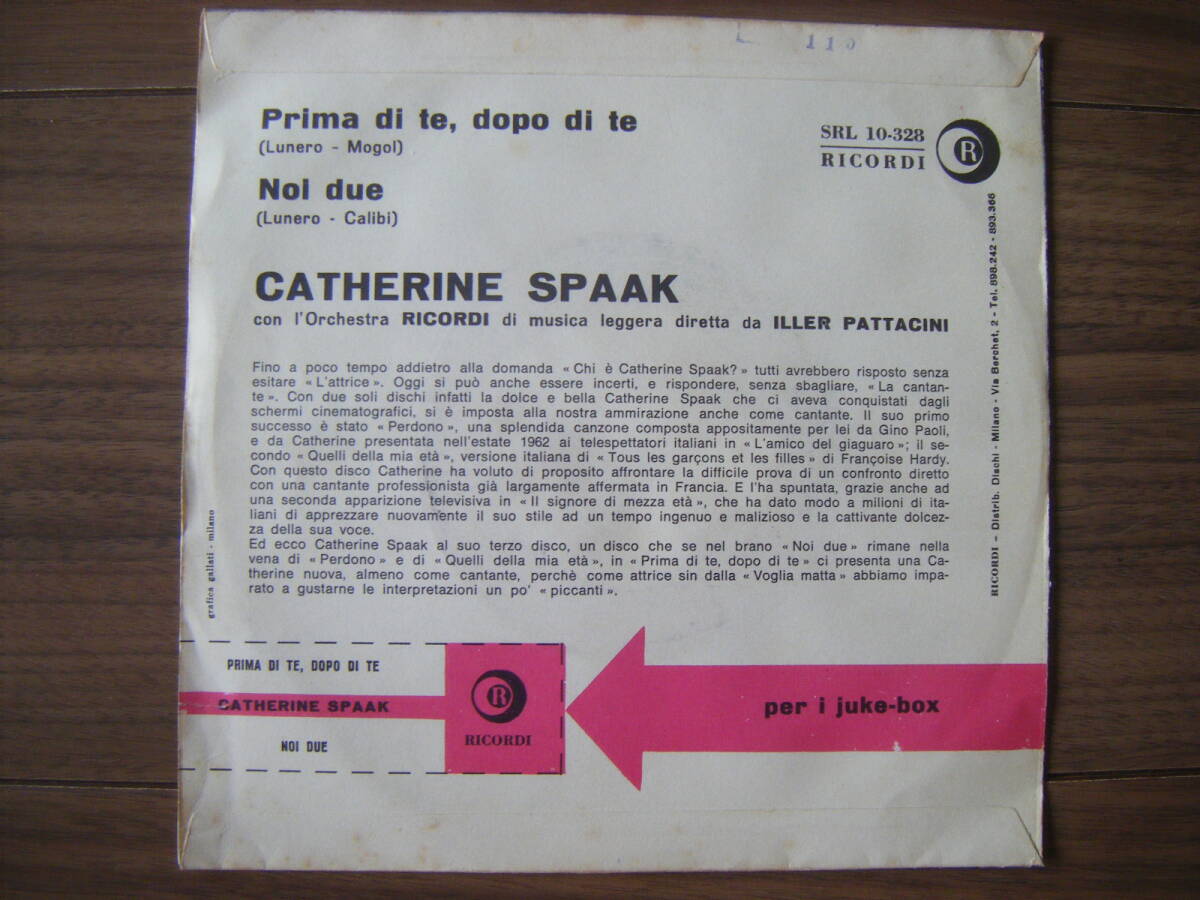 L 110
Prima di te, dopo di te
(Lunero - Mogol)
Noi due
(Lunero - Calibi)
SRL 10-328
RICORDI
R
CATHERINE SPAAK
con l'Orchestra RICORDI di musica leggera diretta da ILLER PATTACINI
Fino a poco tempo addietro alla domanda « Chi è Catherine Spaak? » tutti avrebbero risposto senza
esitare « L'attrice ». Oggi si può anche essere incerti, e rispondere, senza sbagliare, « La cantan-
te ». Con due soli dischi infatti la dolce e bella Catherine Spaak che ci aveva conquistati dagli
schermi cinematografici, si è imposta alla nostra ammirazione anche come cantante. Il suo primo
successo è stato « Perdono », una splendida canzone composta appositamente per lei da Gino Paoli,
e da Catherine presentata nell'estate 1962 ai telespettatori italiani in « L'amico del giaguaro »; il se-
condo « Quelli della mia età », versione italiana di « Tous les garçons et les filles » di Françoise Hardy.
Con questo disco Catherine ha voluto di proposito affrontare la difficile prova di un confronto diretto
con una cantante professionista già largamente affermata in Francia. E l'ha spuntata, grazie anche ad
una seconda apparizione televisiva in « Il signore di mezza età », che ha dato modo a milioni di ita-
liani di apprezzare nuovamente il suo stile ad un tempo ingenuo e malizioso e la cattivante dolcez-
za della sua voce.
Ed ecco Catherine Spaak al suo terzo disco, un disco che se nel brano « Noi due » rimane nella
vena di « Perdono » e di « Quelli della mia età », in « Prima di te, dopo di te » ci presenta una Ca-
therine nuova, almeno come cantante, perchè come attrice sin dalla « Voglia matta » abbiamo impa-
rato a gustarne le interpretazioni un po' « piccanti ».
grafica gallati - milano
RICORDI – Distrib. Dischi - Milano - Via Berchet, 2 - Tel. 898.242 - 893.366
PRIMA DI TE, DOPO DI TE
CATHERINE SPAAK
NOI DUE
R
RICORDI
per i juke-box